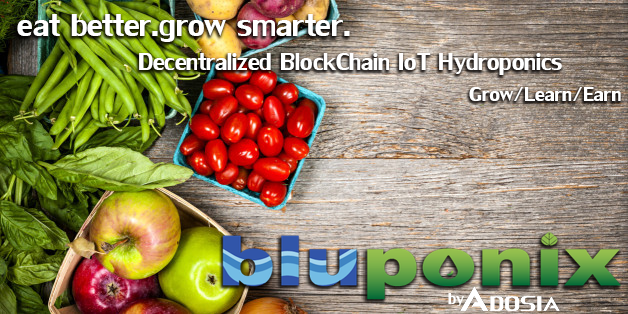 eat better.grow smarter.
Decentralized BlockChain IoT Hydroponics
Grow/Learn/Earn
bluponix
by ADOSIA